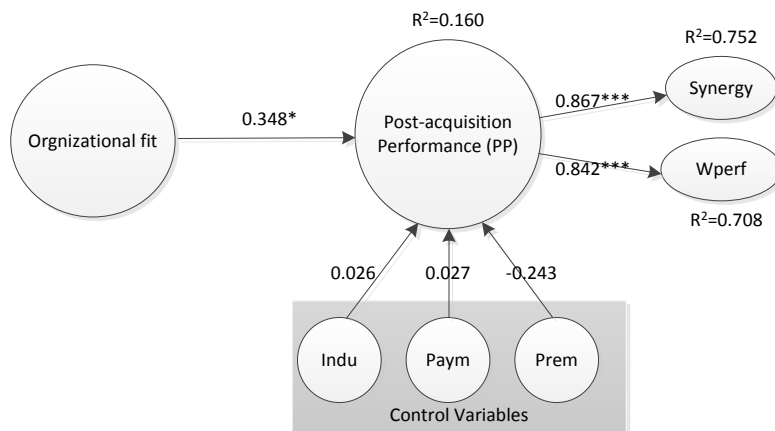 R²=0.160
R²=0.752
Orgnizational fit
0.348*
Post-acquisition
Performance (PP)
0.867***
Synergy
0.842***
Wperf
R²=0.708
0.026
0.027
-0.243
Indu
Paym
Prem
Control Variables